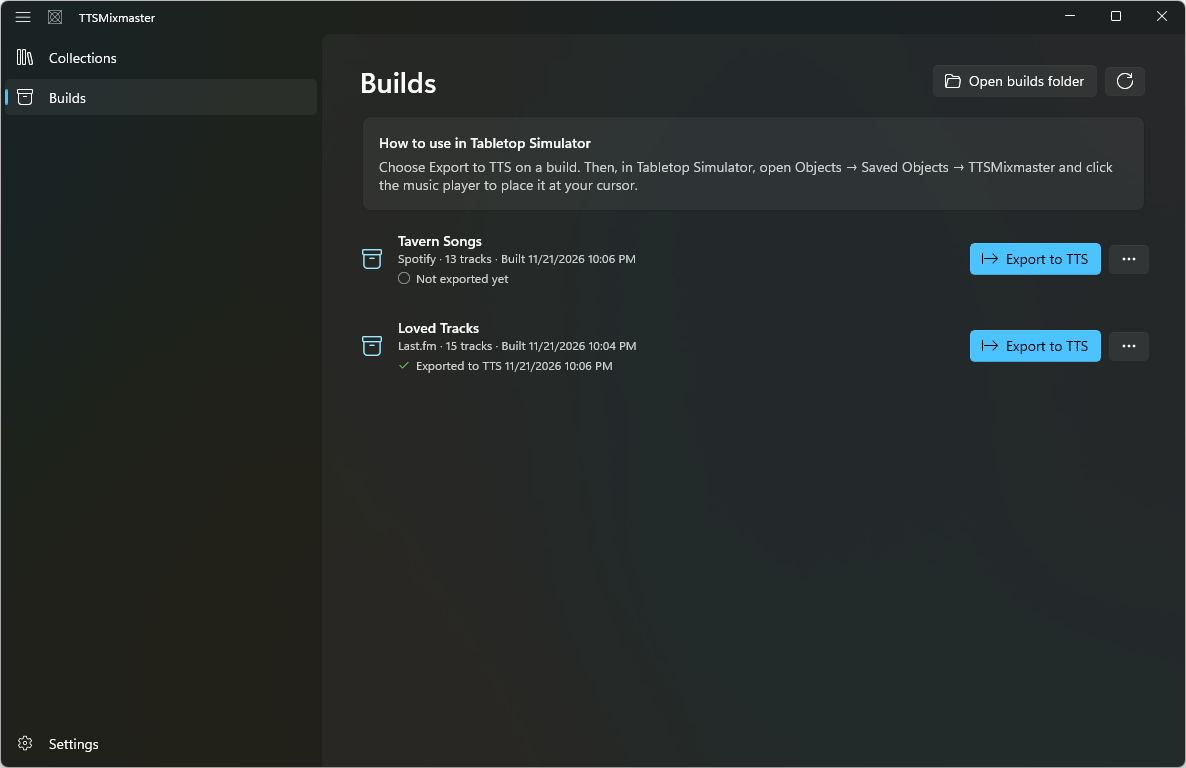 TTSMixmaster
Collections
Builds
Builds
Open builds folder
How to use in Tabletop Simulator
Choose Export to TTS on a build. Then, in Tabletop Simulator, open Objects → Saved Objects → TTSMixmaster and click
the music player to place it at your cursor.
Tavern Songs
Spotify · 13 tracks · Built 11/21/2026 10:06 PM
Not exported yet
Export to TTS
Loved Tracks
Last.fm · 15 tracks · Built 11/21/2026 10:04 PM
Exported to TTS 11/21/2026 10:06 PM
Export to TTS
Settings